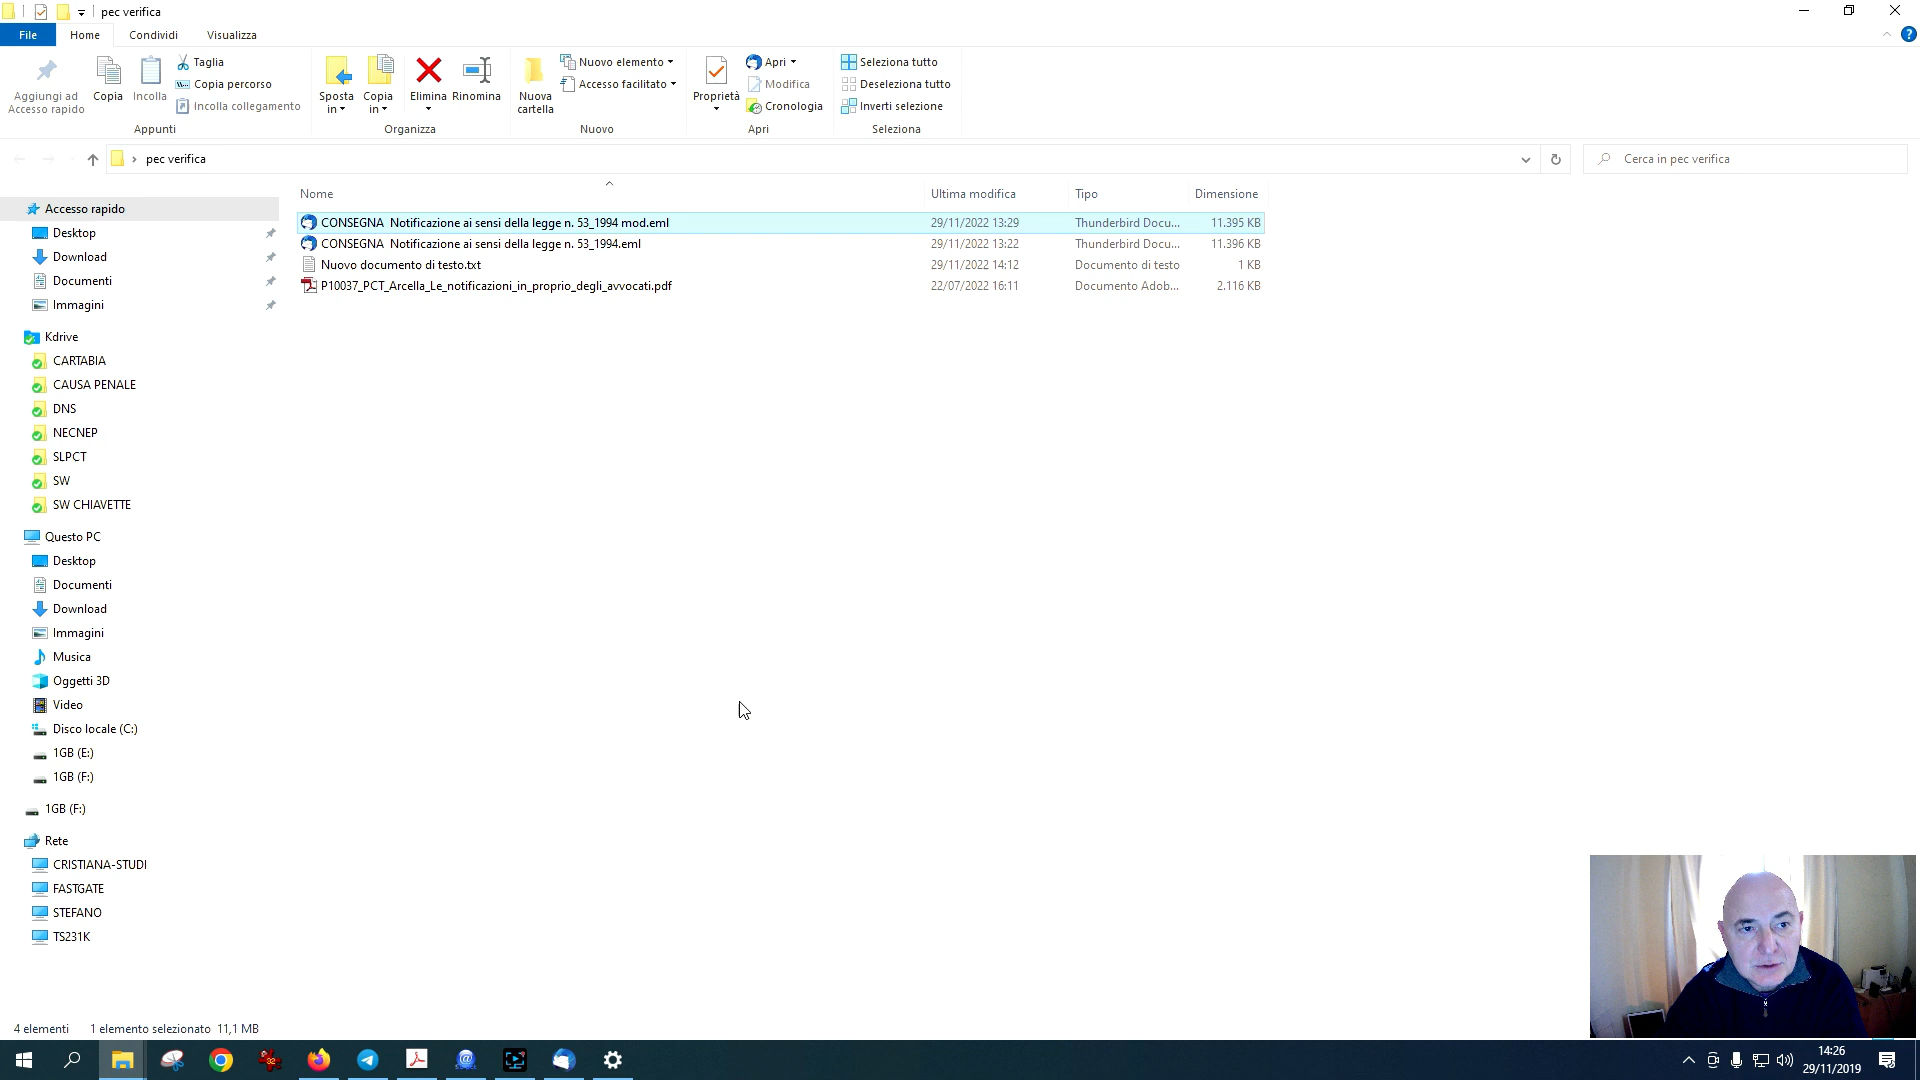 pec verifica
File Home Condividi Visualizza
Aggiungi ad Accesso rapido
Copia
Incolla
Taglia
Copia percorso
Incolla collegamento
Appunti
Sposta in
Copia in
Elimina
Rinomina
Organizza
Nuova cartella
Nuovo elemento
Accesso facilitato
Nuovo
Proprietà
Apri
Modifica
Cronologia
Apri
Seleziona tutto
Deseleziona tutto
Inverti selezione
Seleziona
pec verifica
Cerca in pec verifica
Nome Ultima modifica Tipo Dimensione
CONSEGNA Notificazione ai sensi della legge n. 53_1994 mod.eml 29/11/2022 13:29 Thunderbird Docu... 11.395 KB
CONSEGNA Notificazione ai sensi della legge n. 53_1994.eml 29/11/2022 13:22 Thunderbird Docu... 11.396 KB
Nuovo documento di testo.txt 29/11/2022 14:12 Documento di testo 1 KB
P10037_PCT_Arcella_Le_notificazioni_in_proprio_degli_avvocati.pdf 22/07/2022 16:11 Documento Adob... 2.116 KB
Accesso rapido
Desktop
Download
Documenti
Immagini
Kdrive
CARTABIA
CAUSA PENALE
DNS
NECNEP
SLPCT
SW
SW CHIAVETTE
Questo PC
Desktop
Documenti
Download
Immagini
Musica
Oggetti 3D
Video
Disco locale (C:)
1GB (E:)
1GB (F:)
1GB (F:)
Rete
CRISTIANA-STUDI
FASTGATE
STEFANO
TS231K
4 elementi 1 elemento selezionato 11,1 MB
14:26
29/11/2019